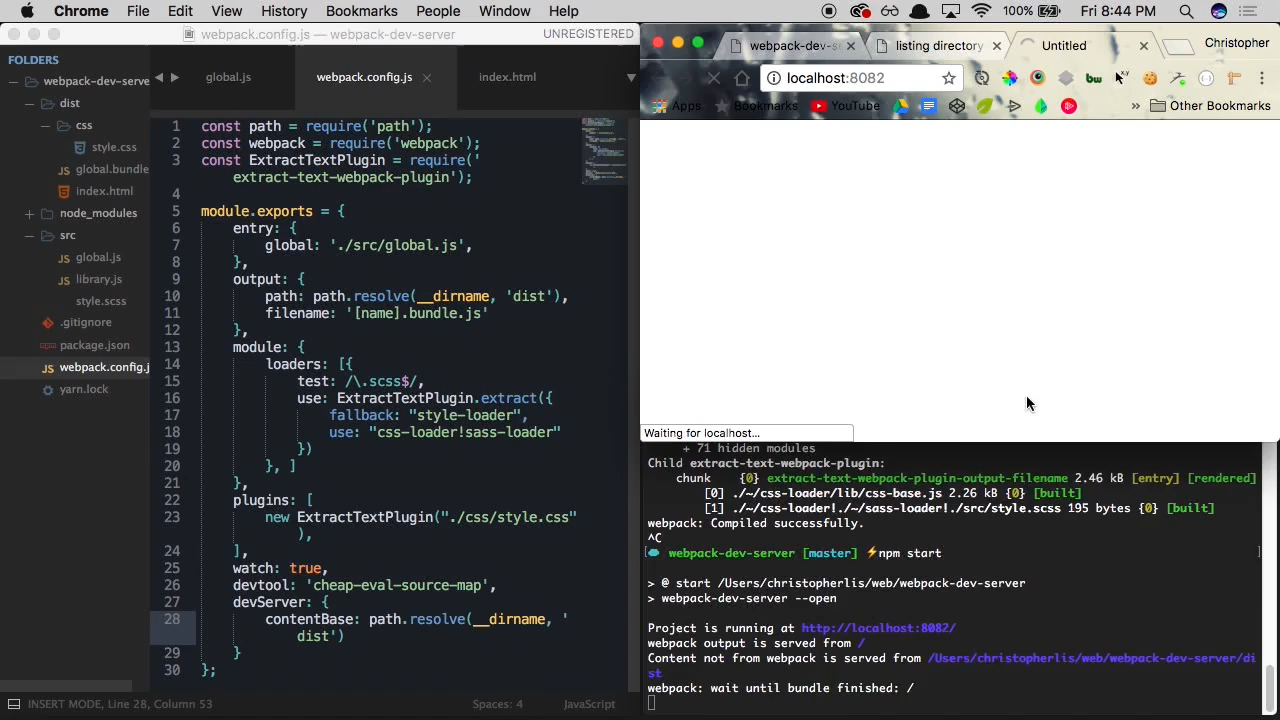 Chrome File Edit View History Bookmarks People Window Help
100% Fri 8:44 PM
webpack.config.js — webpack-dev-server UNREGISTERED
FOLDERS
webpack-dev-serve
dist
css
style.css
global.bundle
index.html
node_modules
src
global.js
library.js
style.scss
.gitignore
package.json
webpack.config.j
yarn.lock
global.js webpack.config.js index.html
1 const path = require('path');
2 const webpack = require('webpack');
3 const ExtractTextPlugin = require('
extract-text-webpack-plugin');
4
5 module.exports = {
6 entry: {
7 global: './src/global.js',
8 },
9 output: {
10 path: path.resolve(__dirname, 'dist'),
11 filename: '[name].bundle.js'
12 },
13 module: {
14 loaders: [{
15 test: /\.scss$/,
16 use: ExtractTextPlugin.extract({
17 fallback: "style-loader",
18 use: "css-loader!sass-loader"
19 })
20 }, ]
21 },
22 plugins: [
23 new ExtractTextPlugin("./css/style.css"
),
24 ],
25 watch: true,
26 devtool: 'cheap-eval-source-map',
27 devServer: {
28 contentBase: path.resolve(__dirname, '
dist')
29 }
30 };
INSERT MODE, Line 28, Column 53 Spaces: 4 JavaScript
webpack-dev-s listing directory Untitled Christopher
localhost:8082
bw
Apps Bookmarks YouTube » Other Bookmarks
Waiting for localhost...
+ 71 hidden modules
Child extract-text-webpack-plugin:
chunk {0} extract-text-webpack-plugin-output-filename 2.46 kB [entry] [rendered]
[0] ./~/css-loader/lib/css-base.js 2.26 kB {0} [built]
[1] ./~/css-loader!./~/sass-loader!./src/style.scss 195 bytes {0} [built]
webpack: Compiled successfully.
^C
webpack-dev-server [master] ⚡npm start
> @ start /Users/christopherlis/web/webpack-dev-server
> webpack-dev-server --open
Project is running at http://localhost:8082/
webpack output is served from /
Content not from webpack is served from /Users/christopherlis/web/webpack-dev-server/di
st
webpack: wait until bundle finished: /